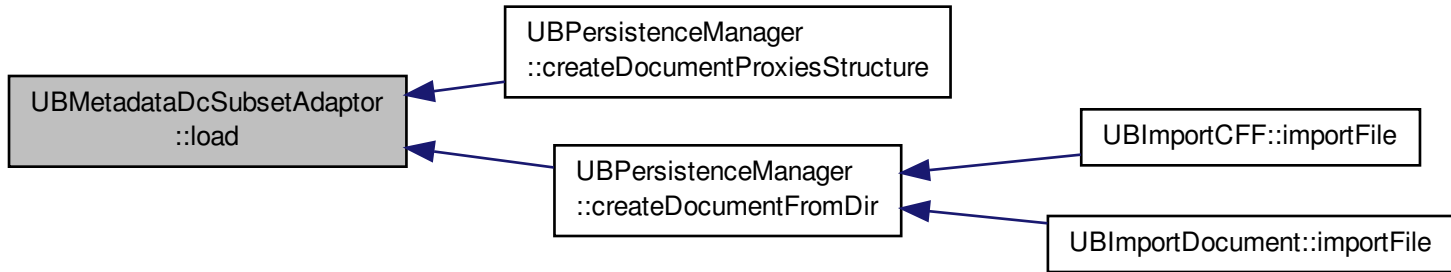 UBMetadataDcSubsetAdaptor
::load
UBPersistenceManager
::createDocumentProxiesStructure
UBPersistenceManager
::createDocumentFromDir
UBImportCFF::importFile
UBImportDocument::importFile